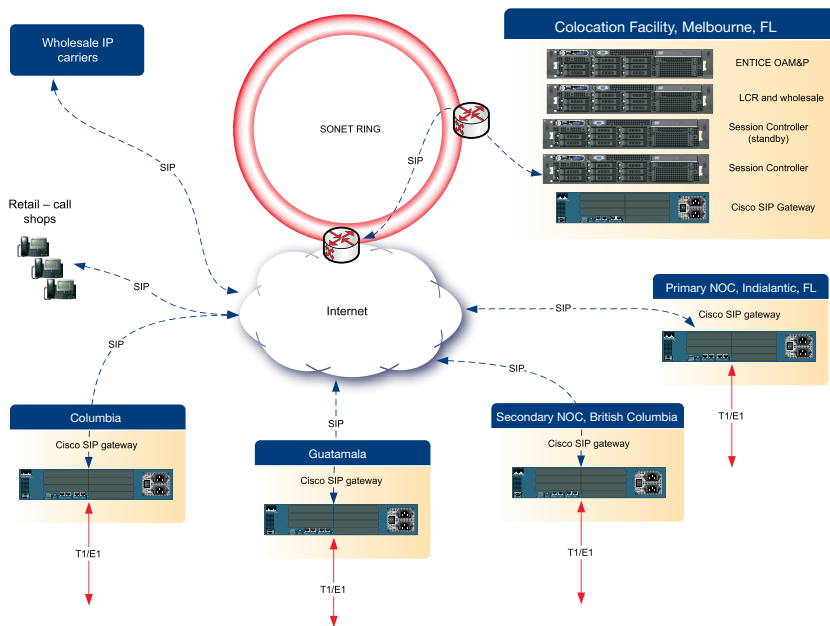 Wholesale IP
carriers
SONET RING
Colocation Facility, Melbourne, FL
ENTICE OAM&P
LCR and wholesale
Session Controller
(standby)
Session Controller
Cisco SIP Gateway
SIP
SIP
Retail – call
shops
SIP
Internet
Primary NOC, Indialantic, FL
Cisco SIP gateway
SIP
SIP
SIP
T1/E1
Columbia
Cisco SIP gateway
SIP
Guatamala
Cisco SIP gateway
Secondary NOC, British Columbia
Cisco SIP gateway
T1/E1
T1/E1
T1/E1